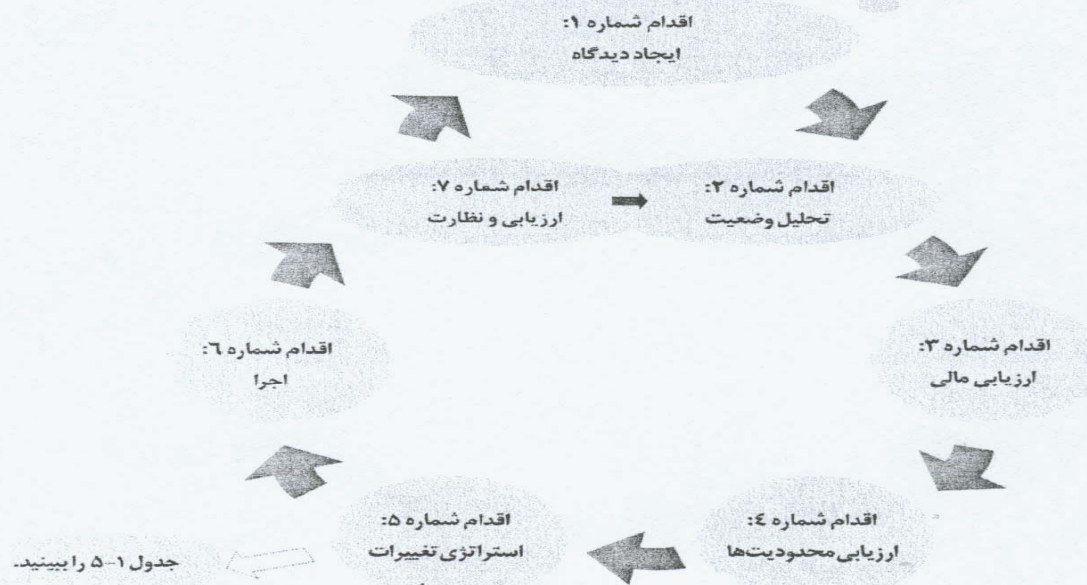 اقدام شماره ۱:
ایجاد دیدگاه
اقدام شماره ۲:
تحلیل وضعیت
اقدام شماره ۳:
ارزیابی مالی
اقدام شماره ٤:
ارزیابی محدودیت‌ها
اقدام شماره ۵:
استراتژی تغییرات
جدول ۱-۵ را ببینید.
اقدام شماره ٦:
اجرا
اقدام شماره ۷:
ارزیابی و نظارت